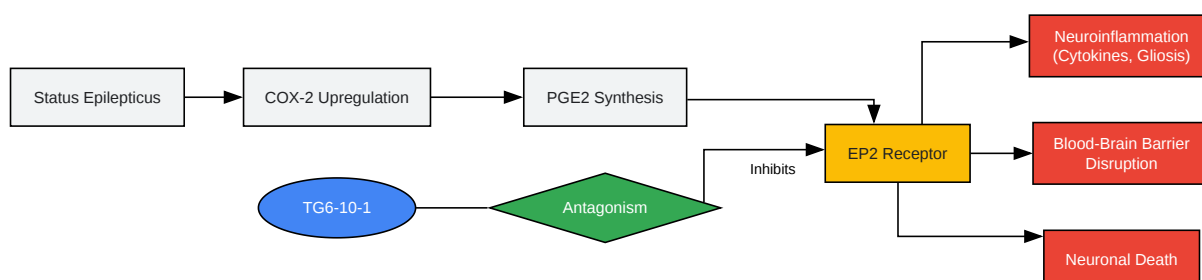 Neuroinflammation
(Cytokines, Gliosis)
Status Epilepticus
COX-2 Upregulation
PGE2 Synthesis
EP2 Receptor
Blood-Brain Barrier
Disruption
Inhibits
TG6-10-1
Antagonism
Neuronal Death